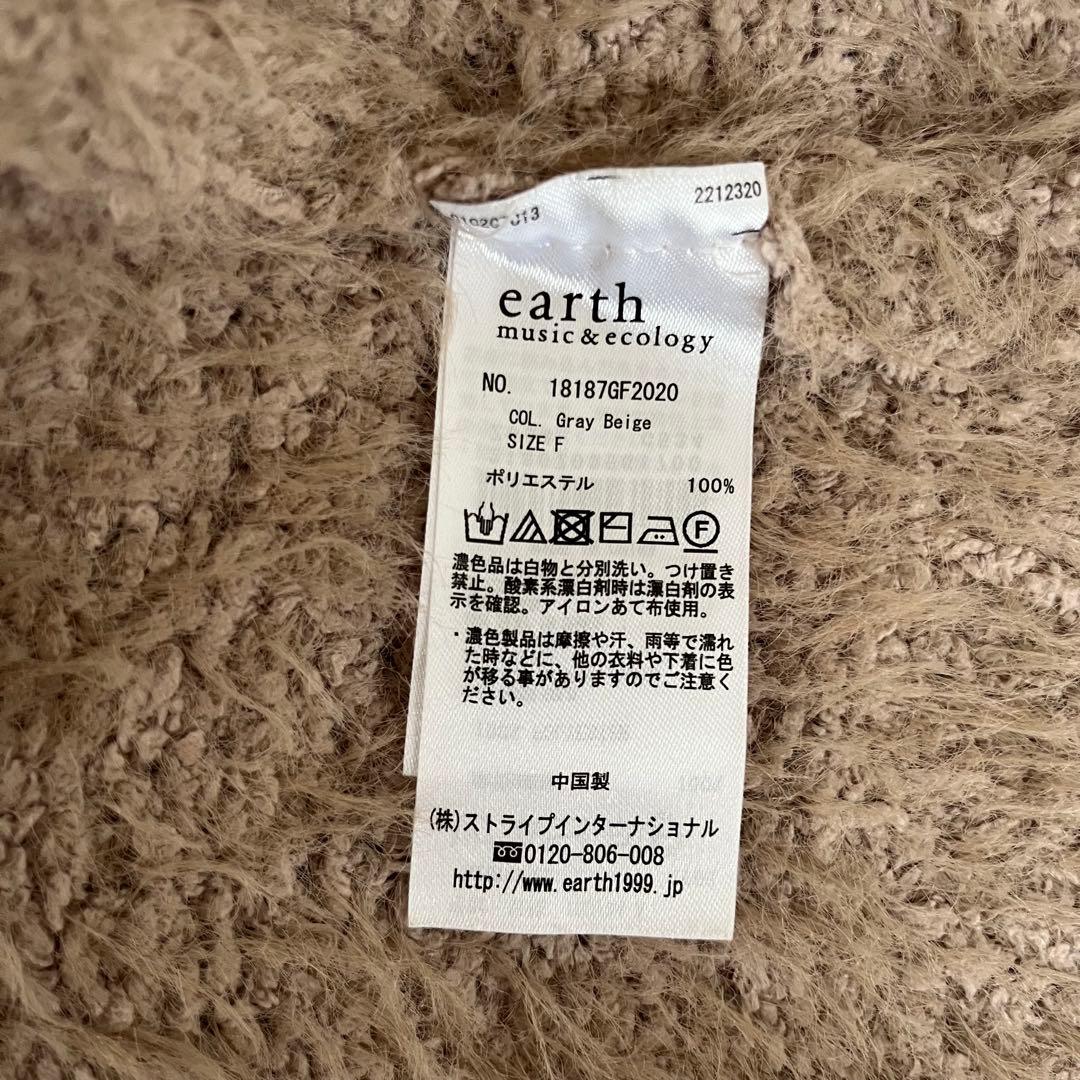 2212320
earth
music&ecology
NO. 18187GF2020
COL. Gray Beige
SIZE F
ポリエステル 100%
F
濃色品は白物と分別洗い。つけ置き
禁止。酸素系漂白剤時は漂白剤の表
示を確認。アイロンあて布使用。
・濃色製品は摩擦や汗、雨等で濡れ
た時などに、他の衣料や下着に色
が移る事がありますのでご注意く
ださい。
中国製
(株)ストライプインターナショナル
0120-806-008
http://www.earth1999.jp